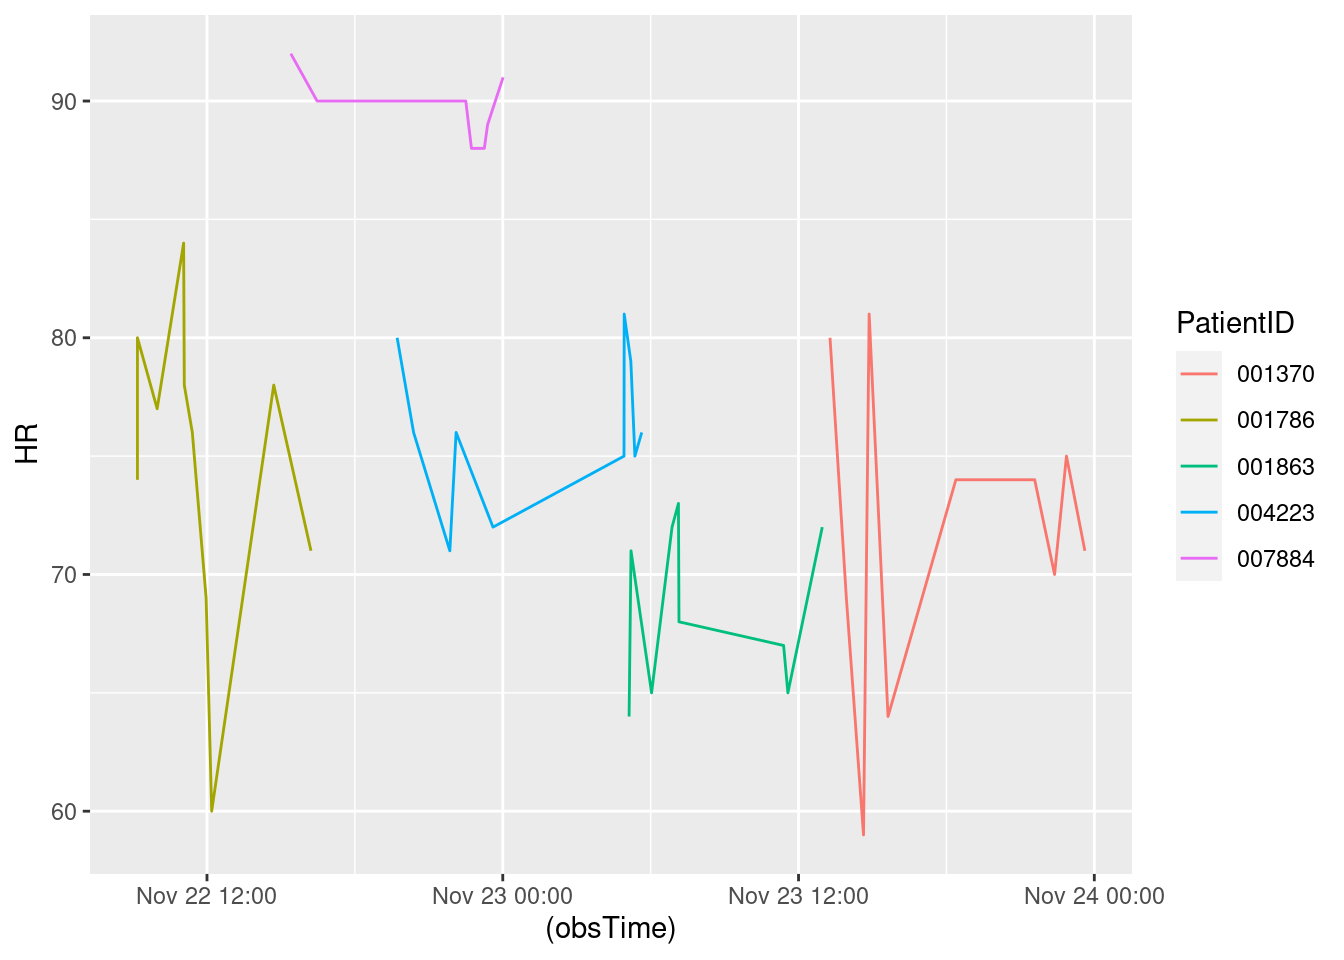 HR
90
80
70
60
Nov 22 12:00
Nov 23 00:00
Nov 23 12:00
Nov 24 00:00
(obsTime)
PatientID
001370
001786
001863
004223
007884